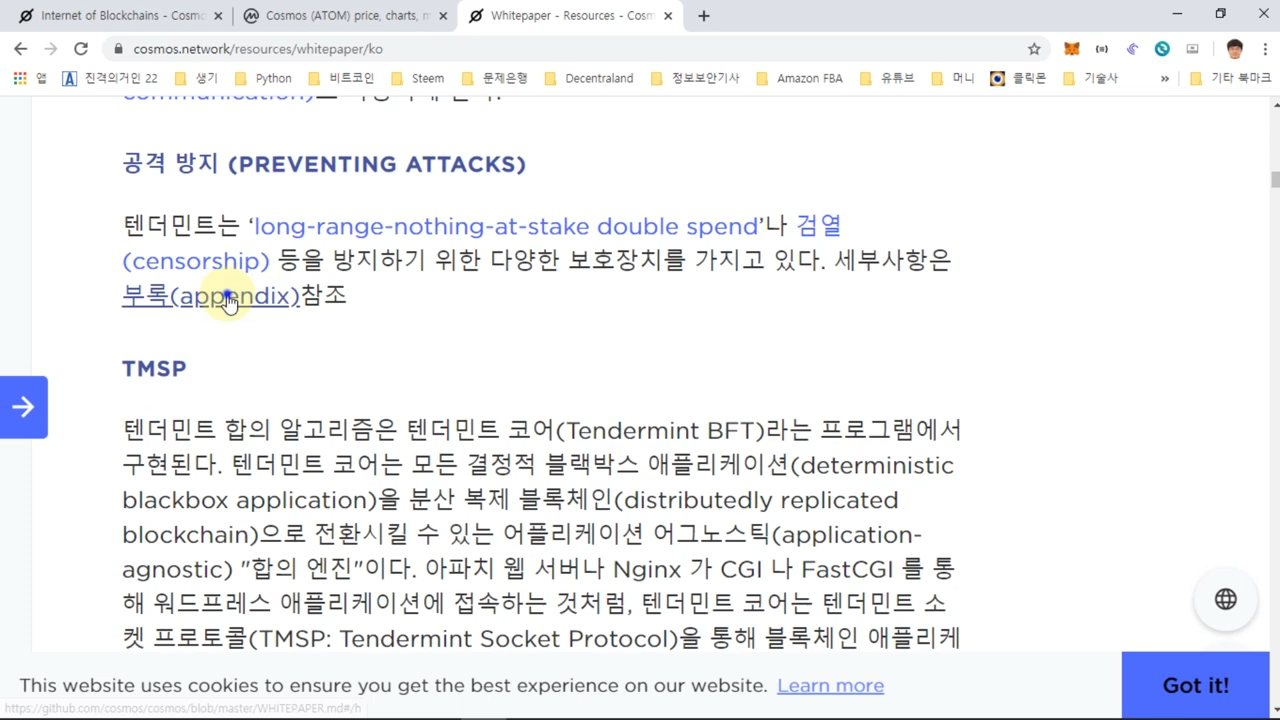 Internet of Blockchains - Cosmo
Cosmos (ATOM) price, charts, m
Whitepaper - Resources - Cosm
cosmos.network/resources/whitepaper/ko
앱
진격의거인 22
생기
Python
비트코인
Steem
문제은행
Decentraland
정보보안기사
Amazon FBA
유튜브
머니
클릭몬
기술사
»
기타 북마크
공격 방지 (PREVENTING ATTACKS)
텐더민트는 ‘long-range-nothing-at-stake double spend’나 검열
(censorship) 등을 방지하기 위한 다양한 보호장치를 가지고 있다. 세부사항은
부록(appendix)참조
TMSP
텐더민트 합의 알고리즘은 텐더민트 코어(Tendermint BFT)라는 프로그램에서
구현된다. 텐더민트 코어는 모든 결정적 블랙박스 애플리케이션(deterministic
blackbox application)을 분산 복제 블록체인(distributedly replicated
blockchain)으로 전환시킬 수 있는 어플리케이션 어그노스틱(application-
agnostic) "합의 엔진"이다. 아파치 웹 서버나 Nginx 가 CGI 나 FastCGI 를 통
해 워드프레스 애플리케이션에 접속하는 것처럼, 텐더민트 코어는 텐더민트 소
켓 프로토콜(TMSP: Tendermint Socket Protocol)을 통해 블록체인 애플리케
This website uses cookies to ensure you get the best experience on our website. Learn more
Got it!
https://github.com/cosmos/cosmos/blob/master/WHITEPAPER.md#/h